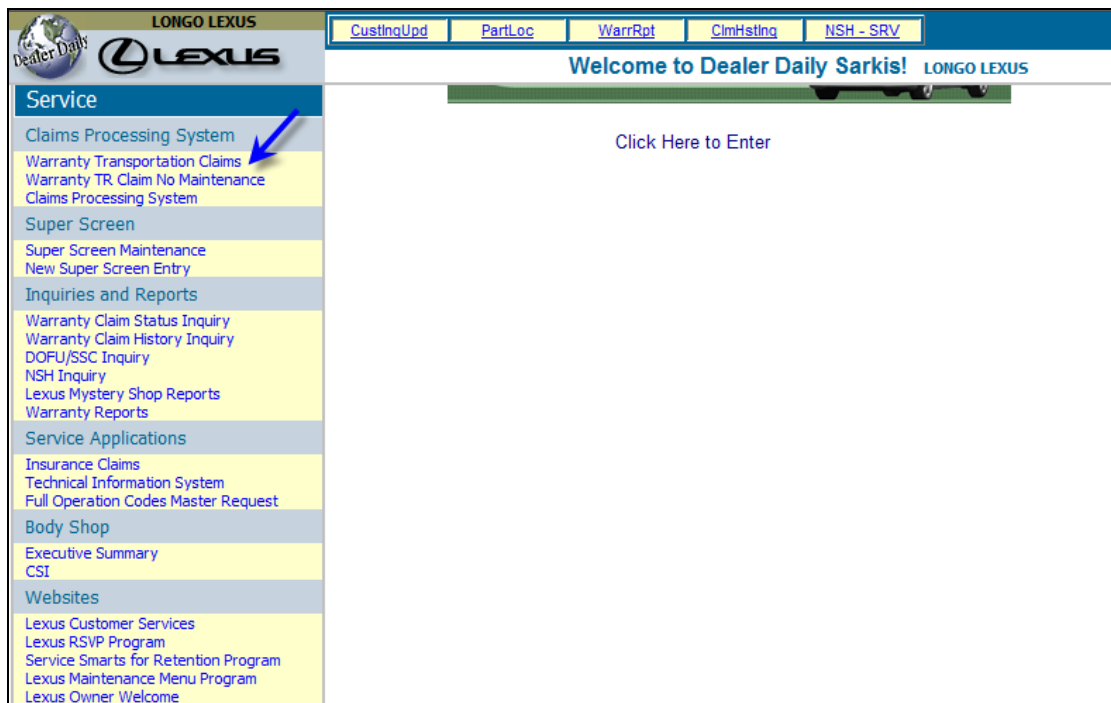 LONGO LEXUS
Dealer Daily
LEXUS
CustInqUpd
PartLoc
WarrRpt
ClmHstInq
NSH - SRV
Welcome to Dealer Daily Sarkis! LONGO LEXUS
Service
Claims Processing System
Warranty Transportation Claims
Warranty TR Claim No Maintenance
Claims Processing System
Super Screen
Super Screen Maintenance
New Super Screen Entry
Inquiries and Reports
Warranty Claim Status Inquiry
Warranty Claim History Inquiry
DOFU/SSC Inquiry
NSH Inquiry
Lexus Mystery Shop Reports
Warranty Reports
Service Applications
Insurance Claims
Technical Information System
Full Operation Codes Master Request
Body Shop
Executive Summary
CSI
Websites
Lexus Customer Services
Lexus RSVP Program
Service Smarts for Retention Program
Lexus Maintenance Menu Program
Lexus Owner Welcome
Click Here to Enter